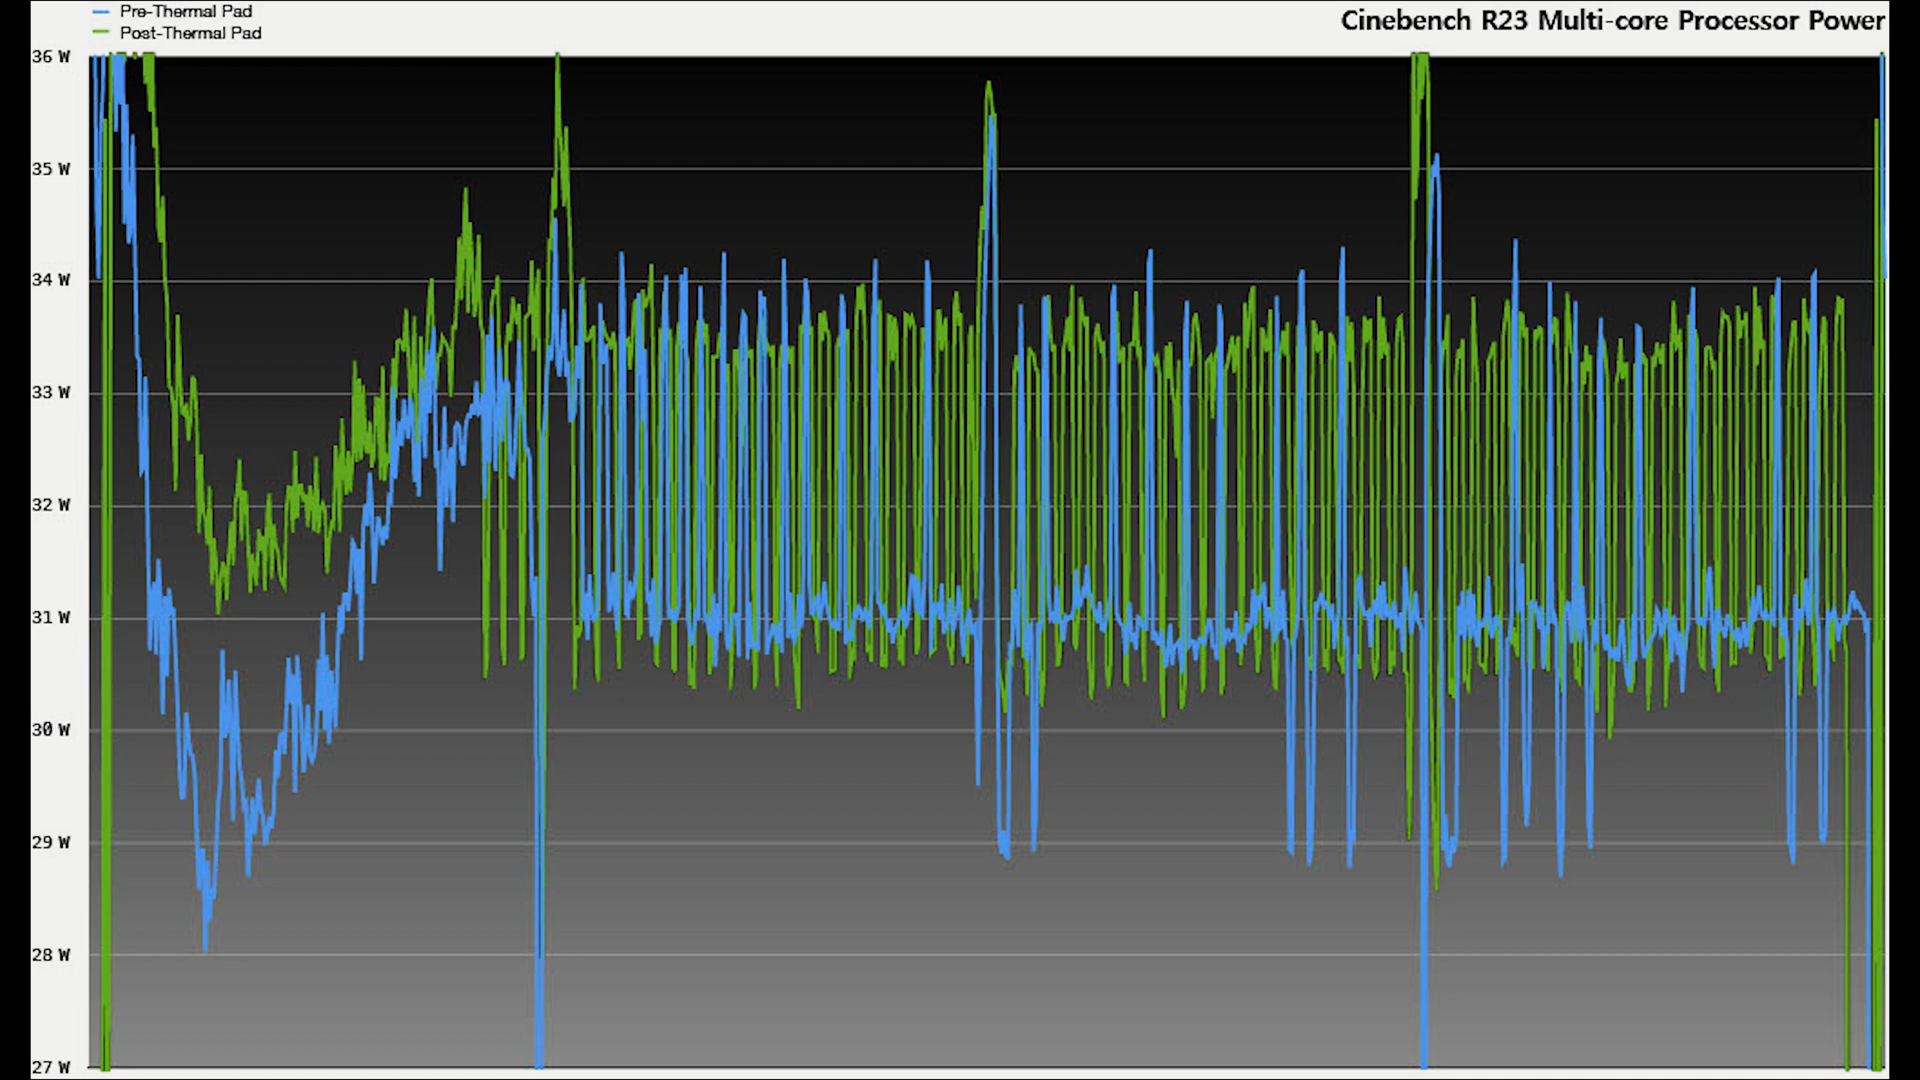 Pre-Thermal Pad
Post-Thermal Pad
Cinebench R23 Multi-core Processor Power
36 W
35 W
34 W
33 W
32 W
31 W
30 W
29 W
28 W
27 W